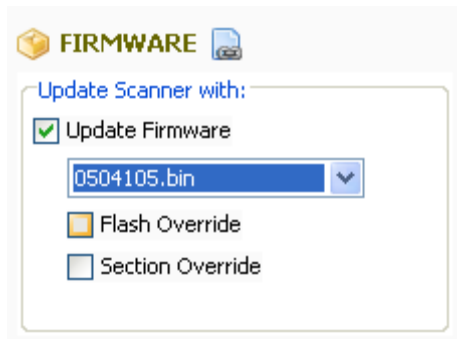 FIRMWARE
Update Scanner with:
Update Firmware
0504105.bin
Flash Override
Section Override